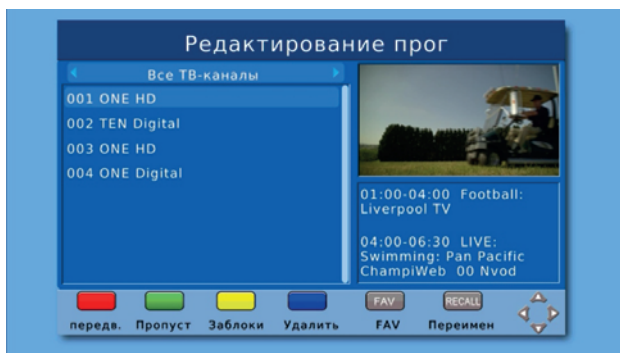 Редактирование прог
Все ТВ-каналы
001 ONE HD
002 TEN Digital
003 ONE HD
004 ONE Digital
01:00-04:00 Football:
Liverpool TV
04:00-06:30 LIVE:
Swimming: Pan Pacific
ChampiWeb 00 Nvod
FAV RECALL
передв. Пропуст Заблоки Удалить FAV Переимен